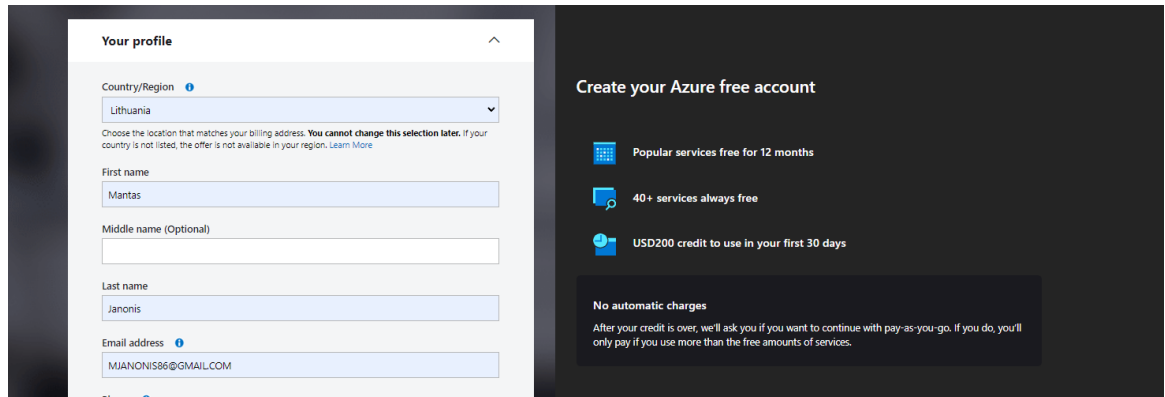 Your profile
Country/Region
Lithuania
Choose the location that matches your billing address. You cannot change this selection later. If your
country is not listed, the offer is not available in your region. Learn More
First name
Mantas
Middle name (Optional)
Last name
Janonis
Email address
MJANONIS86@GMAIL.COM
Create your Azure free account
Popular services free for 12 months
40+ services always free
USD200 credit to use in your first 30 days
No automatic charges
After your credit is over, we'll ask you if you want to continue with pay-as-you-go. If you do, you'll
only pay if you use more than the free amounts of services.